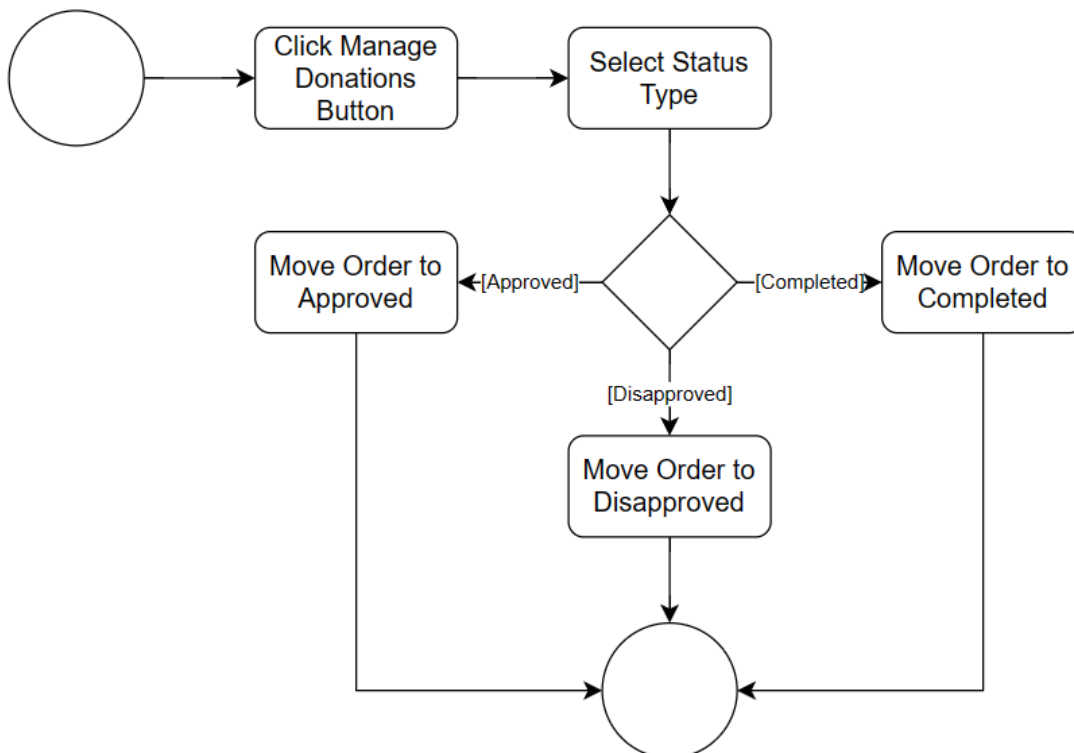 Click Manage
Donations
Button
Select Status
Type
Move Order to
Approved
[Approved]
[Completed]
Move Order to
Completed
[Disapproved]
Move Order to
Disapproved